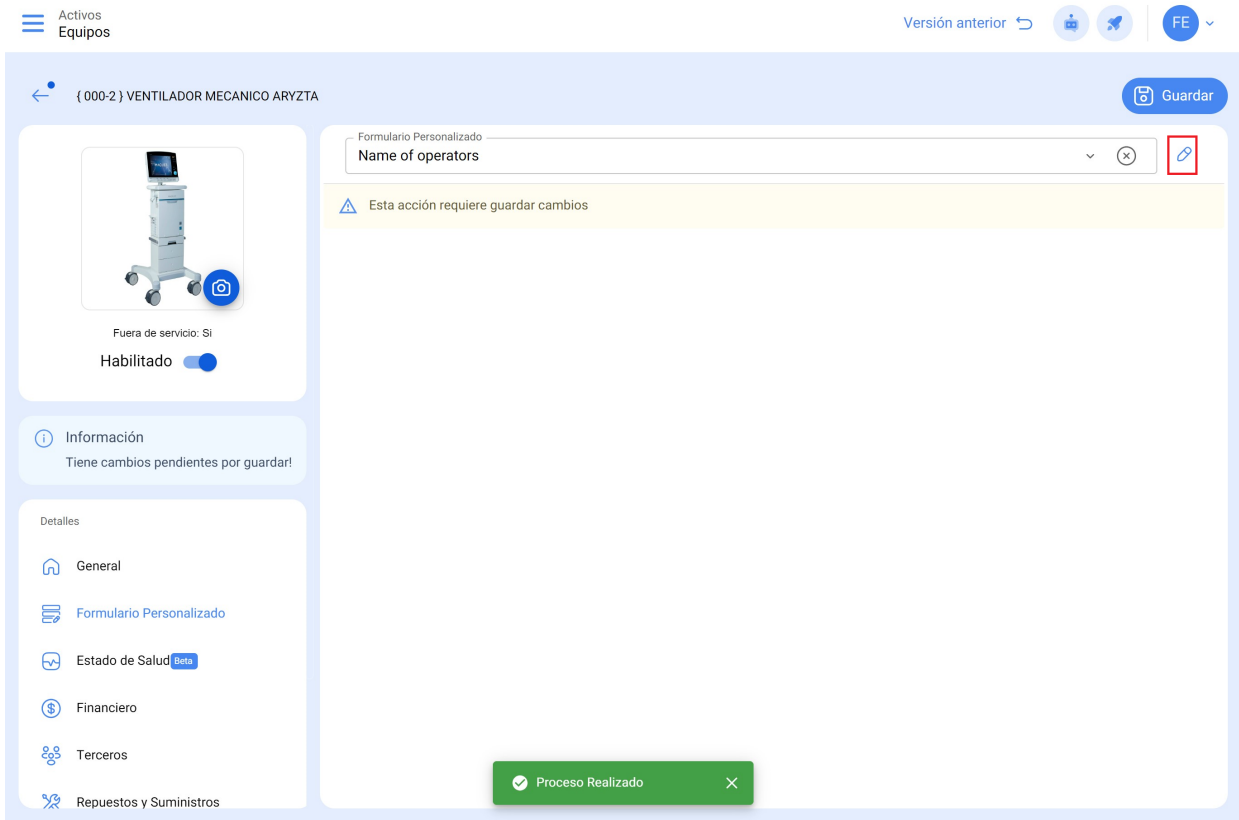 Activos
Equipos
Versión anterior
FE
{ 000-2 } VENTILADOR MECANICO ARYZTA
Guardar
Fuera de servicio: Si
Habilitado
Información
Tiene cambios pendientes por guardar!
Detalles
General
Formulario Personalizado
Estado de Salud Beta
Financiero
Terceros
Repuestos y Suministros
Formulario Personalizado
Name of operators
Esta acción requiere guardar cambios
Proceso Realizado